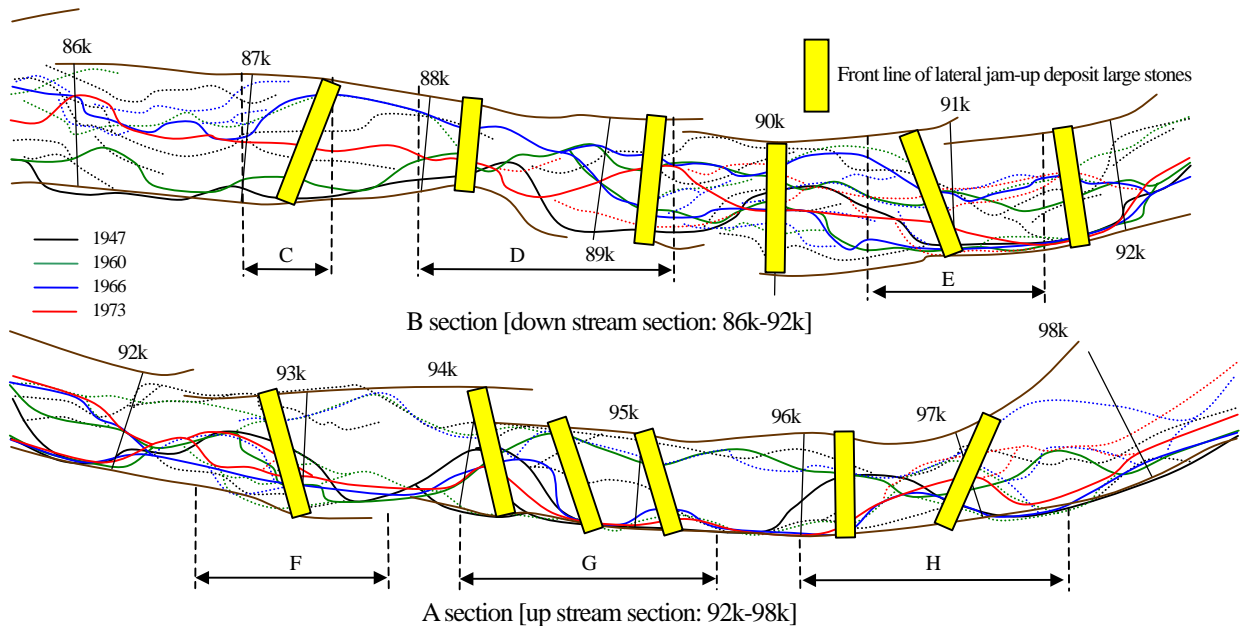 86k
87k
88k
89k
90k
91k
92k
Front line of lateral jam-up deposit large stones
1947
1960
1966
1973
C
D
E
B section [down stream section: 86k-92k]
92k
93k
94k
95k
96k
97k
98k
F
G
H
A section [up stream section: 92k-98k]